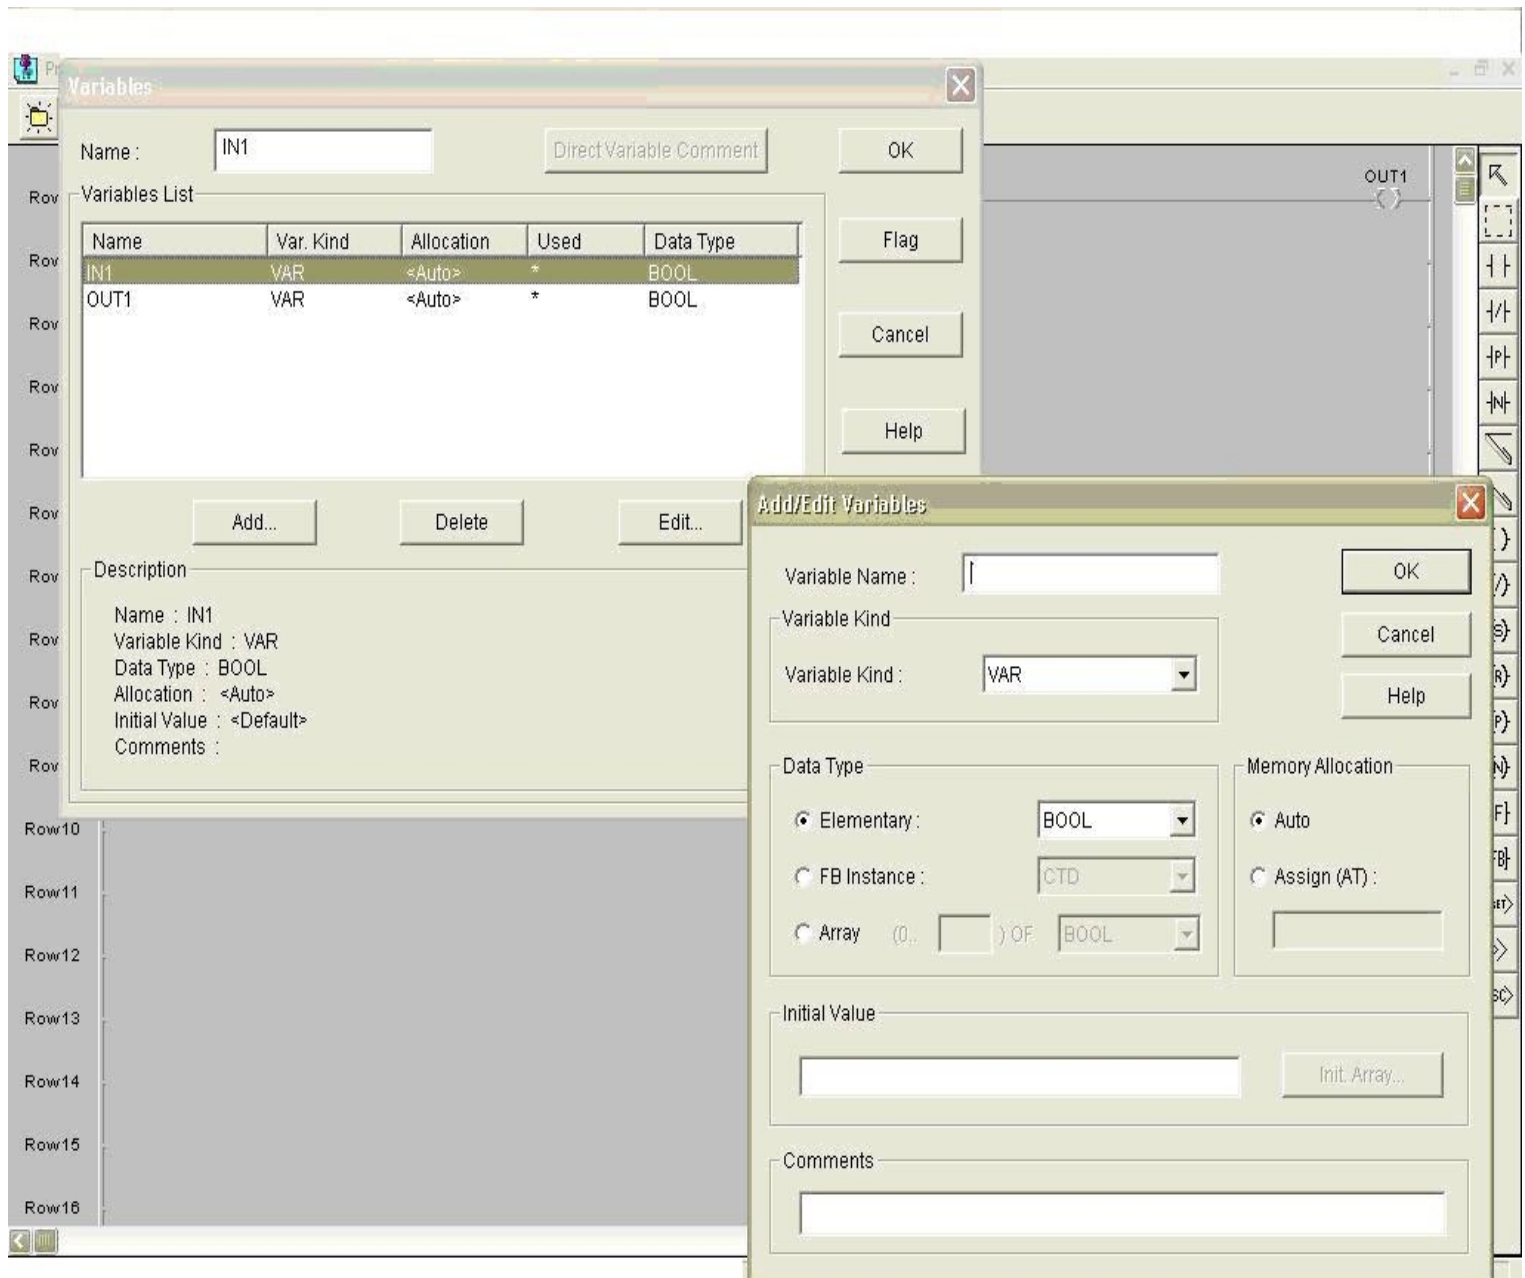 Variables
Name :
IN1
Direct Variable Comment
OK
Variables List
Name Var. Kind Allocation Used Data Type
IN1 VAR <Auto> * BOOL
OUT1 VAR <Auto> * BOOL
Flag
Cancel
Help
Add... Delete Edit...
Description
Name : IN1
Variable Kind : VAR
Data Type : BOOL
Allocation : <Auto>
Initial Value : <Default>
Comments :
OUT1
Row10
Row11
Row12
Row13
Row14
Row15
Row16
Add/Edit Variables
Variable Name :
OK
Variable Kind
Cancel
Variable Kind : VAR
Help
Data Type
Memory Allocation
Elementary : BOOL
Auto
FB Instance : CTD
Assign (AT) :
Array (0.. ) OF BOOL
Initial Value
Init. Array...
Comments